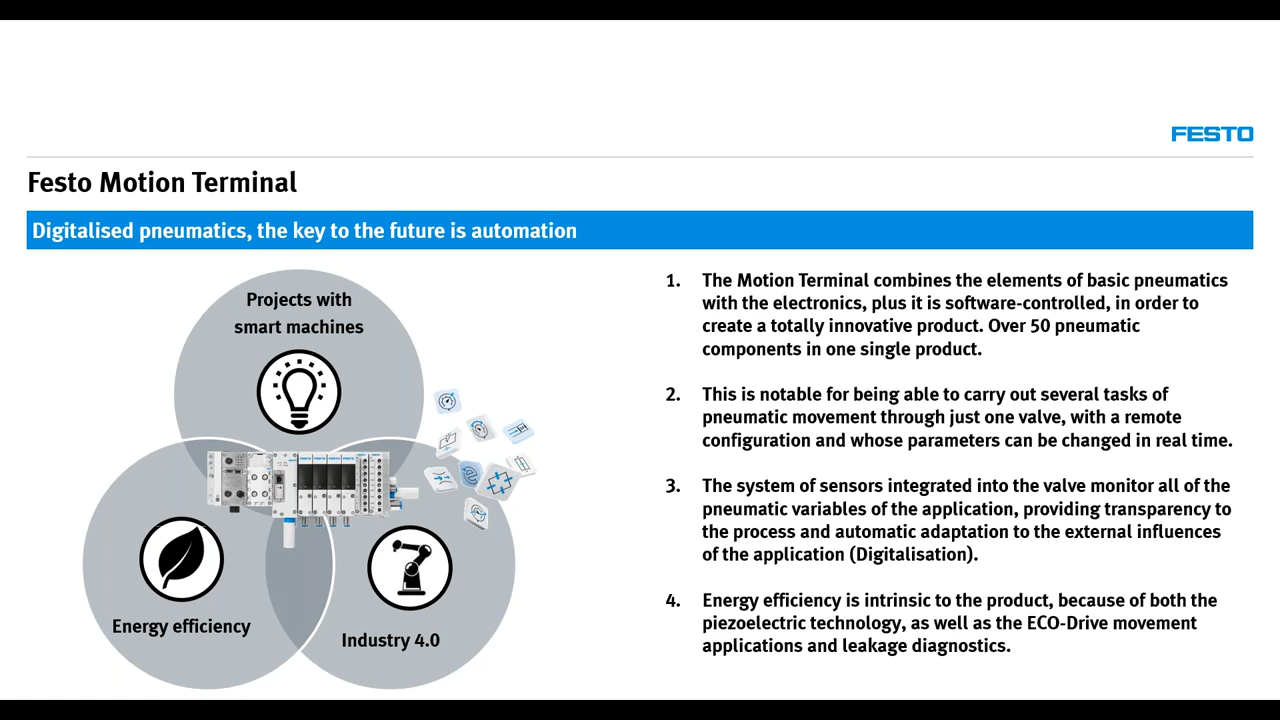 FESTO
Festo Motion Terminal
Digitalised pneumatics, the key to the future is automation
Projects with
smart machines
Energy efficiency
Industry 4.0
1. The Motion Terminal combines the elements of basic pneumatics
with the electronics, plus it is software-controlled, in order to
create a totally innovative product. Over 50 pneumatic
components in one single product.
2. This is notable for being able to carry out several tasks of
pneumatic movement through just one valve, with a remote
configuration and whose parameters can be changed in real time.
3. The system of sensors integrated into the valve monitor all of the
pneumatic variables of the application, providing transparency to
the process and automatic adaptation to the external influences
of the application (Digitalisation).
4. Energy efficiency is intrinsic to the product, because of both the
piezoelectric technology, as well as the ECO-Drive movement
applications and leakage diagnostics.